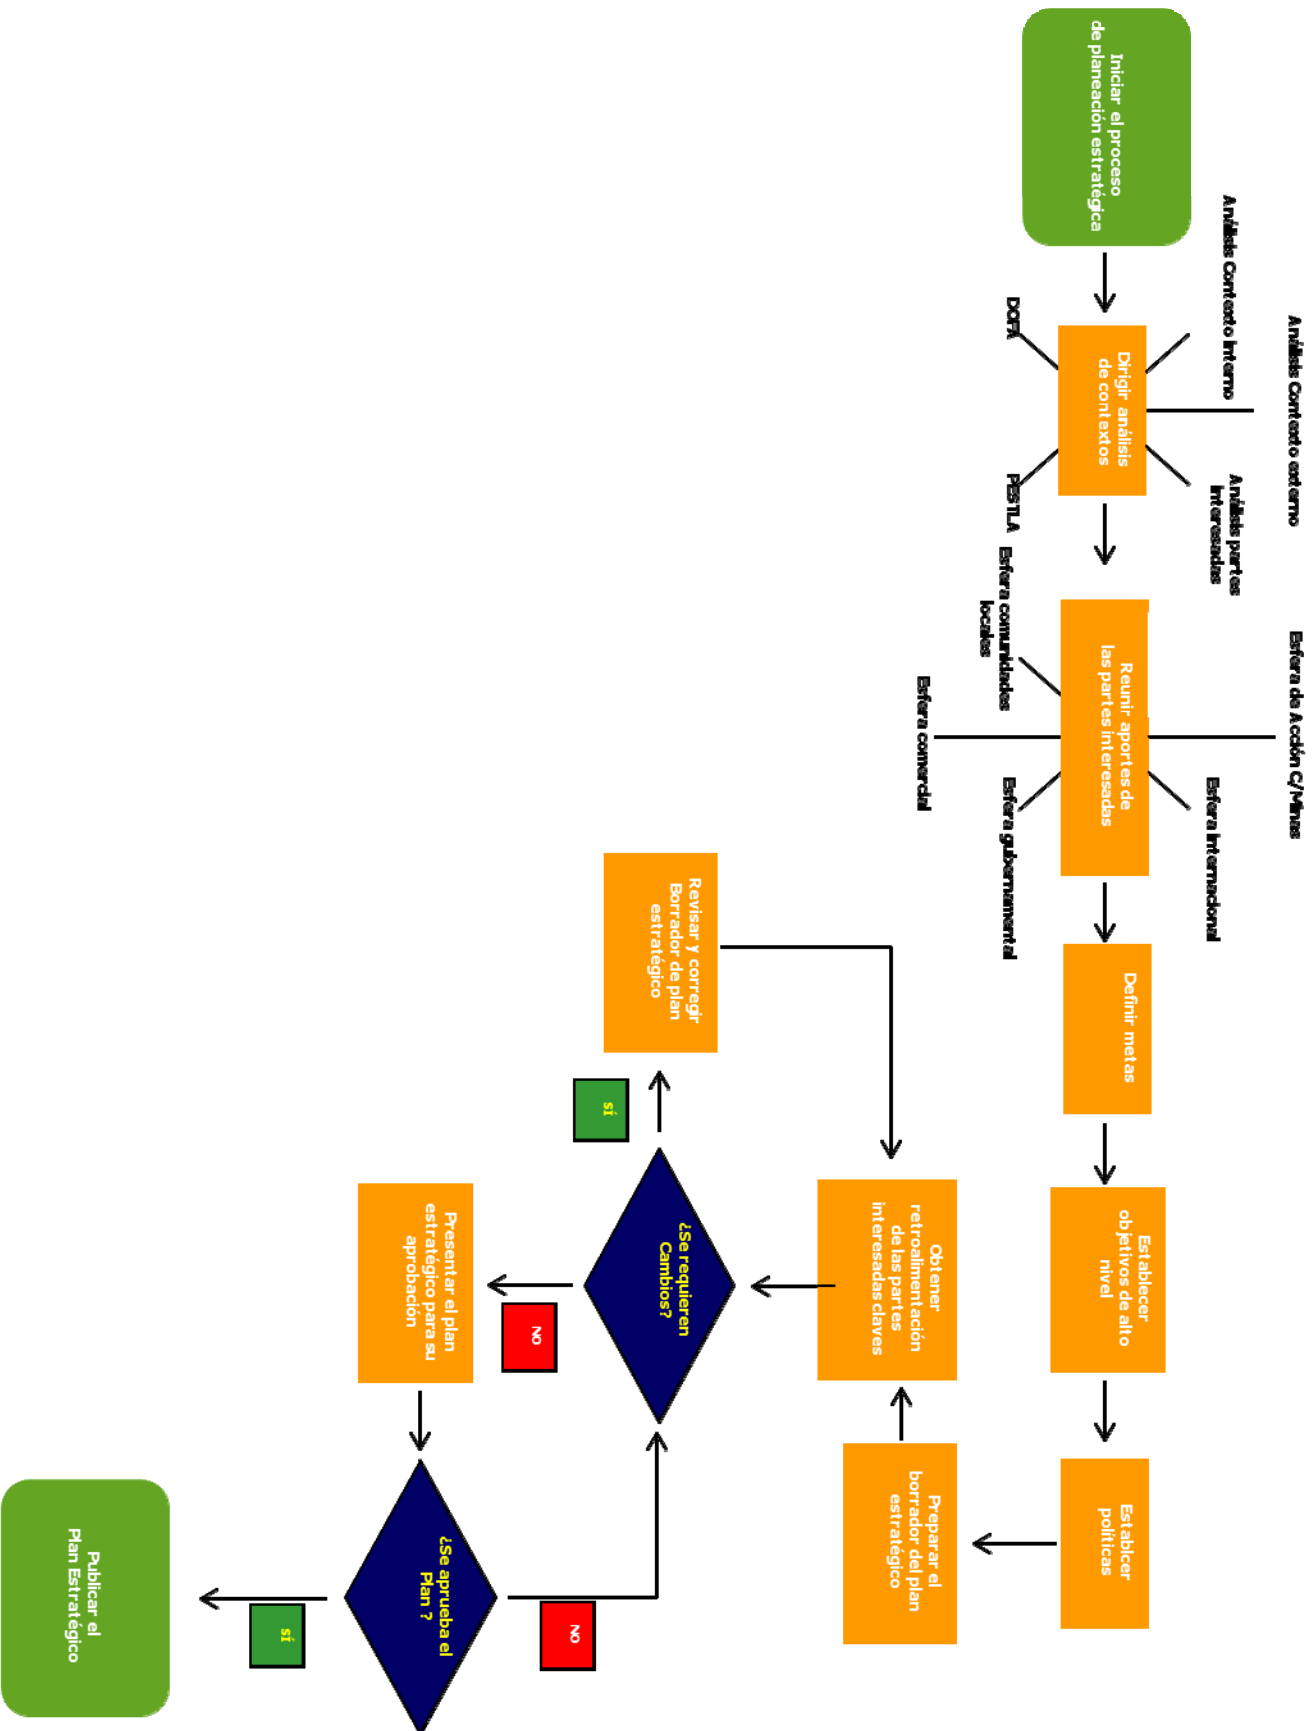 Iniciar el proceso
de planeación estratégica
Análisis Contexto interno
Análisis Contexto externo
Análisis partes
interesadas
DOFA
PESTLA
Dirigir análisis
de contextos
Esfera de Acción C/Minas
Esfera internacional
Esfera comunidades
locales
Esfera comercial
Esfera gubernamental
Reunir aportes de
las partes interesadas
Definir metas
Establecer
objetivos de alto
nivel
Establcer
políticas
Preparar el
borrador del plan
estratégico
Obtener
retroalimentación
de las partes
interesadas claves
Revisar y corregir
Borrador de plan
estratégico
SÍ
¿Se requieren
Cambios?
NO
Presentar el plan
estratégico para su
aprobación
¿Se aprueba el
Plan ?
NO
SÍ
Publicar el
Plan Estratégico